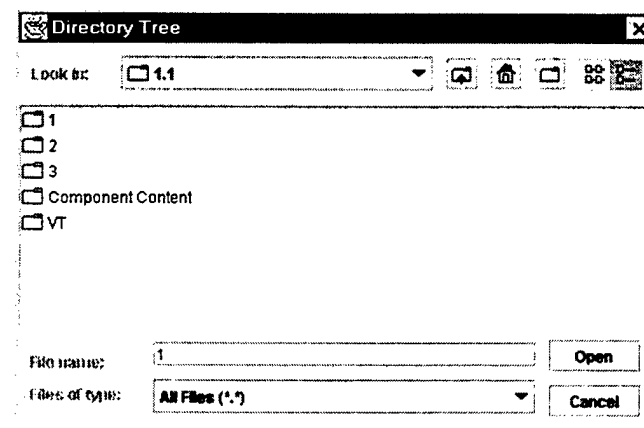 Directory Tree
Look in: 1.1
1
2
3
Component Content
VT
File name: 1 Open
Files of type: All Files (*.*) Cancel